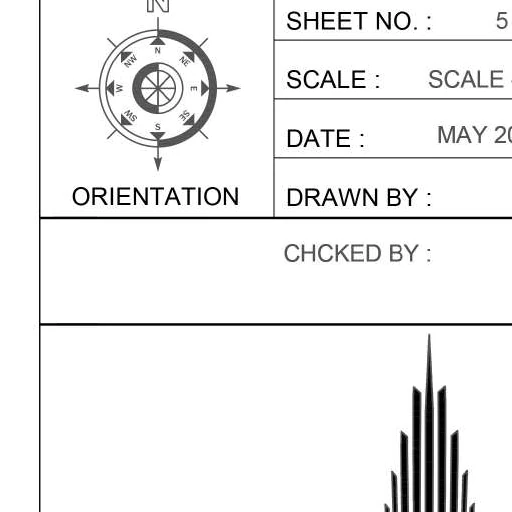 N
SHEET NO. : 5
N
NW NE
SCALE : SCALE
W E
SW SE
S
DATE : MAY 20
ORIENTATION
DRAWN BY :
CHCKED BY :